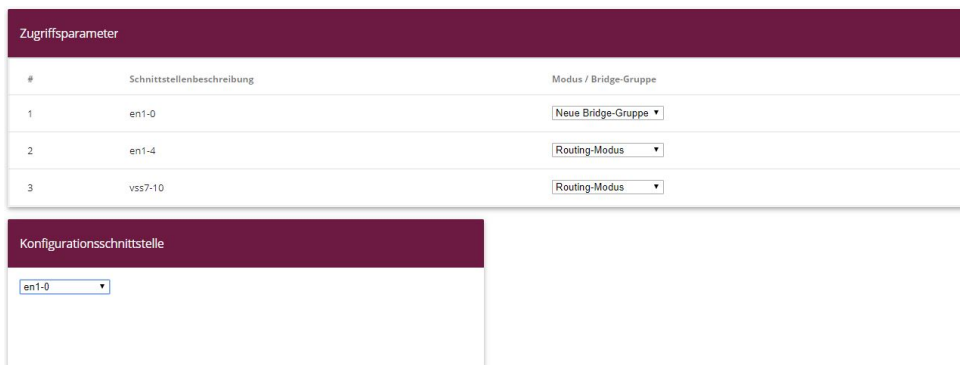 Zugriffsparameter
# Schnittstellenbeschreibung Modus / Bridge-Gruppe
1 en1-0 Neue Bridge-Gruppe
2 en1-4 Routing-Modus
3 vss7-10 Routing-Modus
Konfigurationsschnittstelle
en1-0